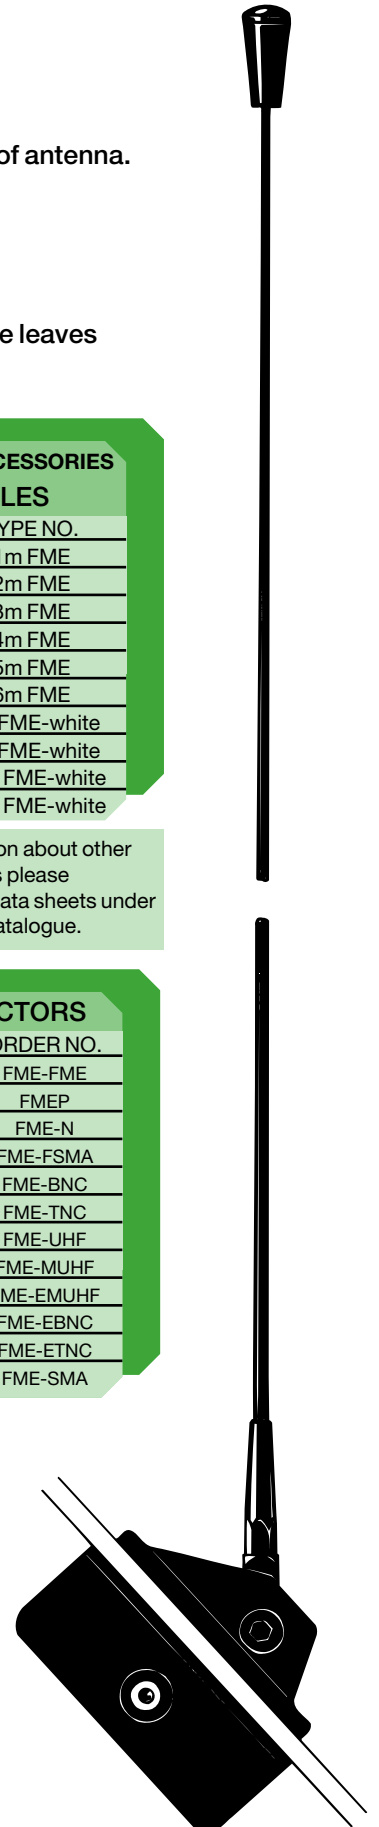 of antenna.
e leaves
CESSORIES
LES
YPE NO.
1m FME
2m FME
3m FME
4m FME
5m FME
6m FME
FME-white
FME-white
FME-white
FME-white
on about other
s please
ata sheets under
atalogue.
CTORS
ORDER NO.
FME-FME
FMEP
FME-N
FME-FSMA
FME-BNC
FME-TNC
FME-UHF
FME-MUHF
ME-EMUHF
FME-EBNC
FME-ETNC
FME-SMA